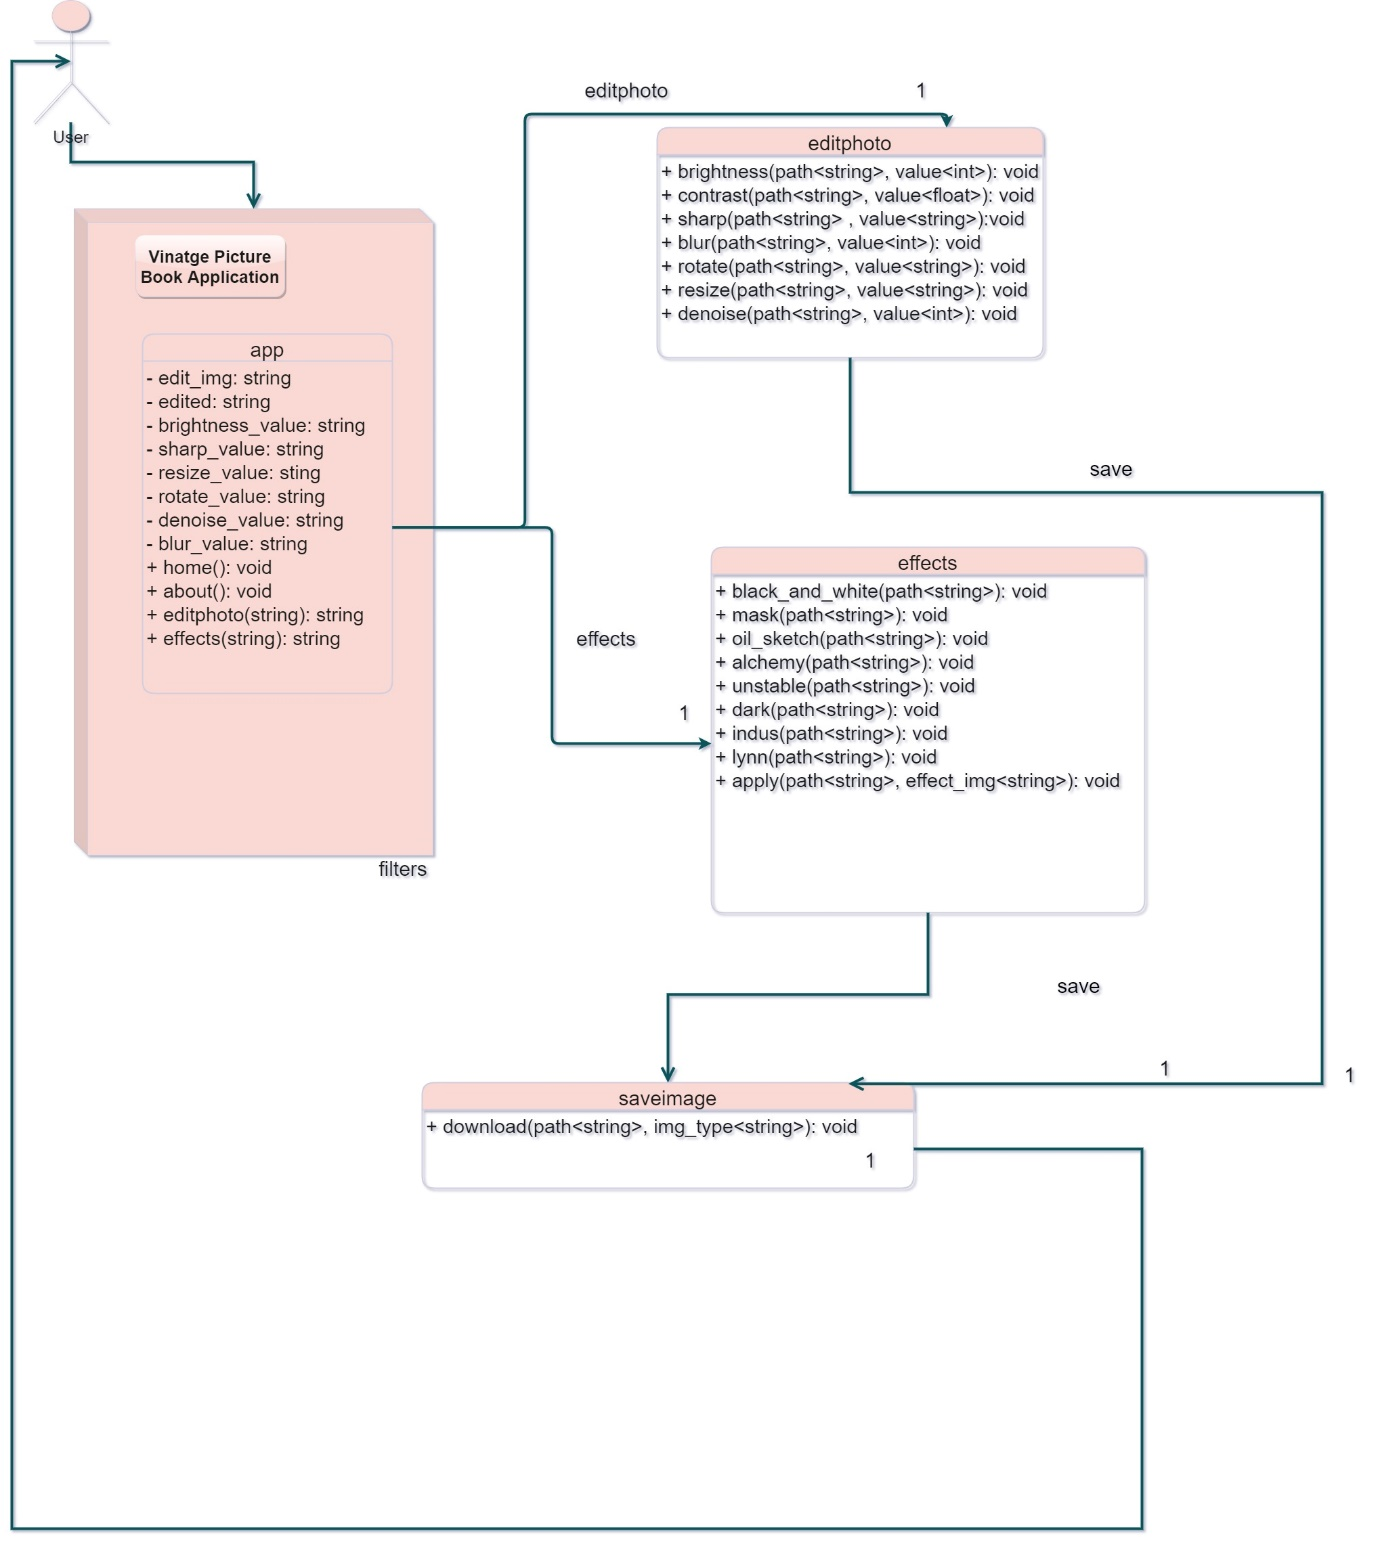 User
Vinatge Picture
Book Application
app
- edit_img: string
- edited: string
- brightness_value: string
- sharp_value: string
- resize_value: sting
- rotate_value: string
- denoise_value: string
- blur_value: string
+ home(): void
+ about(): void
+ editphoto(string): string
+ effects(string): string
filters
editphoto
1
editphoto
+ brightness(path<string>, value<int>): void
+ contrast(path<string>, value<float>): void
+ sharp(path<string> , value<string>):void
+ blur(path<string>, value<int>): void
+ rotate(path<string>, value<string>): void
+ resize(path<string>, value<string>): void
+ denoise(path<string>, value<int>): void
save
effects
1
effects
+ black_and_white(path<string>): void
+ mask(path<string>): void
+ oil_sketch(path<string>): void
+ alchemy(path<string>): void
+ unstable(path<string>): void
+ dark(path<string>): void
+ indus(path<string>): void
+ lynn(path<string>): void
+ apply(path<string>, effect_img<string>): void
save
1
1
saveimage
+ download(path<string>, img_type<string>): void
1